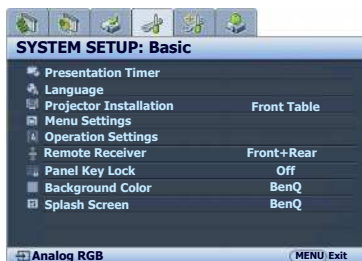 SYSTEM SETUP: Basic
Presentation Timer
Language
Projector Installation Front Table
Menu Settings
Operation Settings
Remote Receiver Front+Rear
Panel Key Lock Off
Background Color BenQ
Splash Screen BenQ
Analog RGB MENU Exit